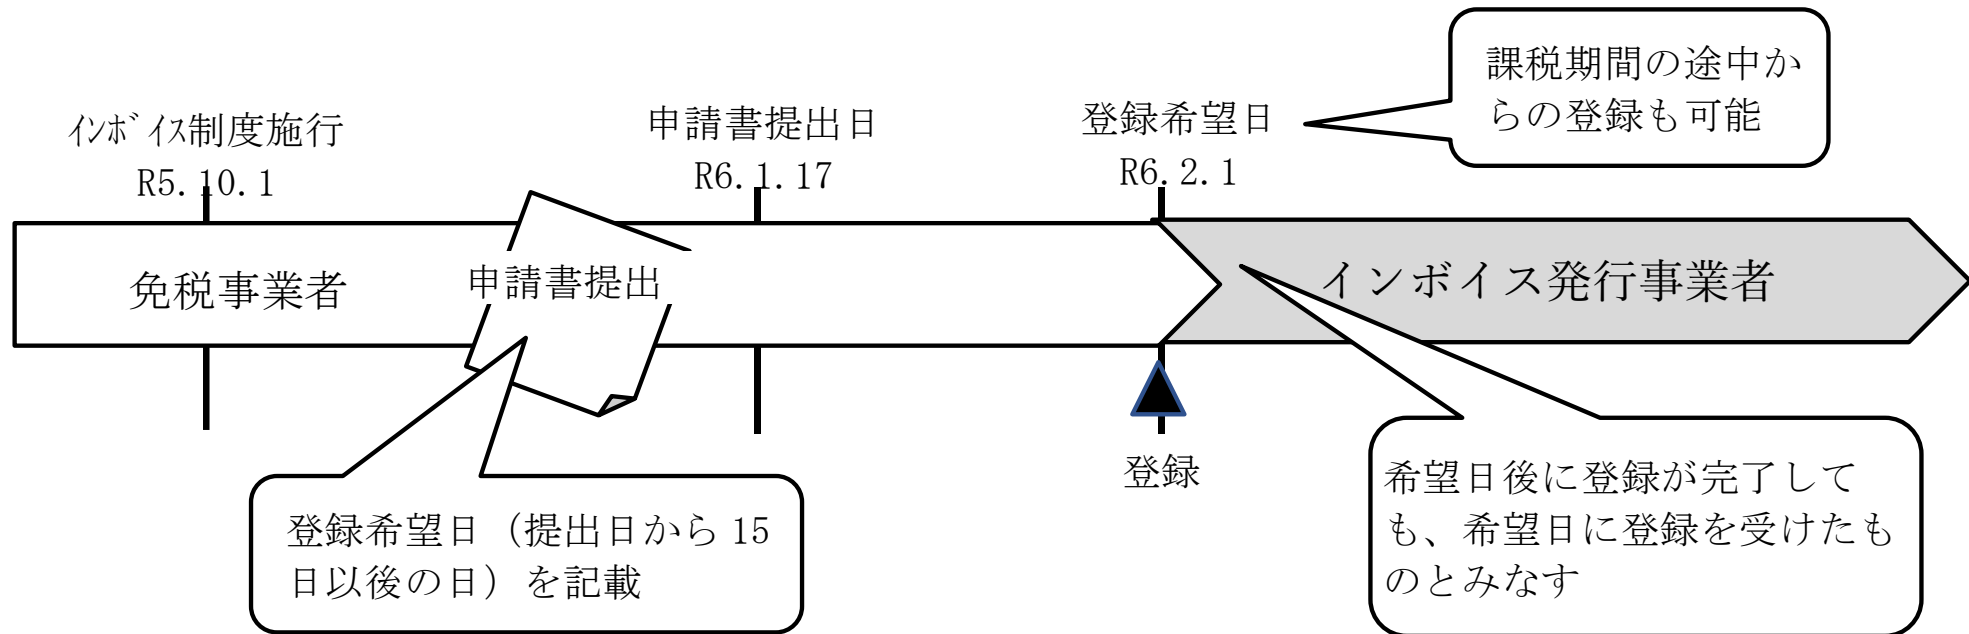 課税期間の途中か
らの登録も可能
ｲﾝﾎﾞｲｽ制度施行
R5.10.1
申請書提出日
R6.1.17
登録希望日
R6.2.1
免税事業者
申請書提出
インボイス発行事業者
登録
登録希望日（提出日から 15
日以後の日）を記載
希望日後に登録が完了して
も、希望日に登録を受けたも
のとみなす